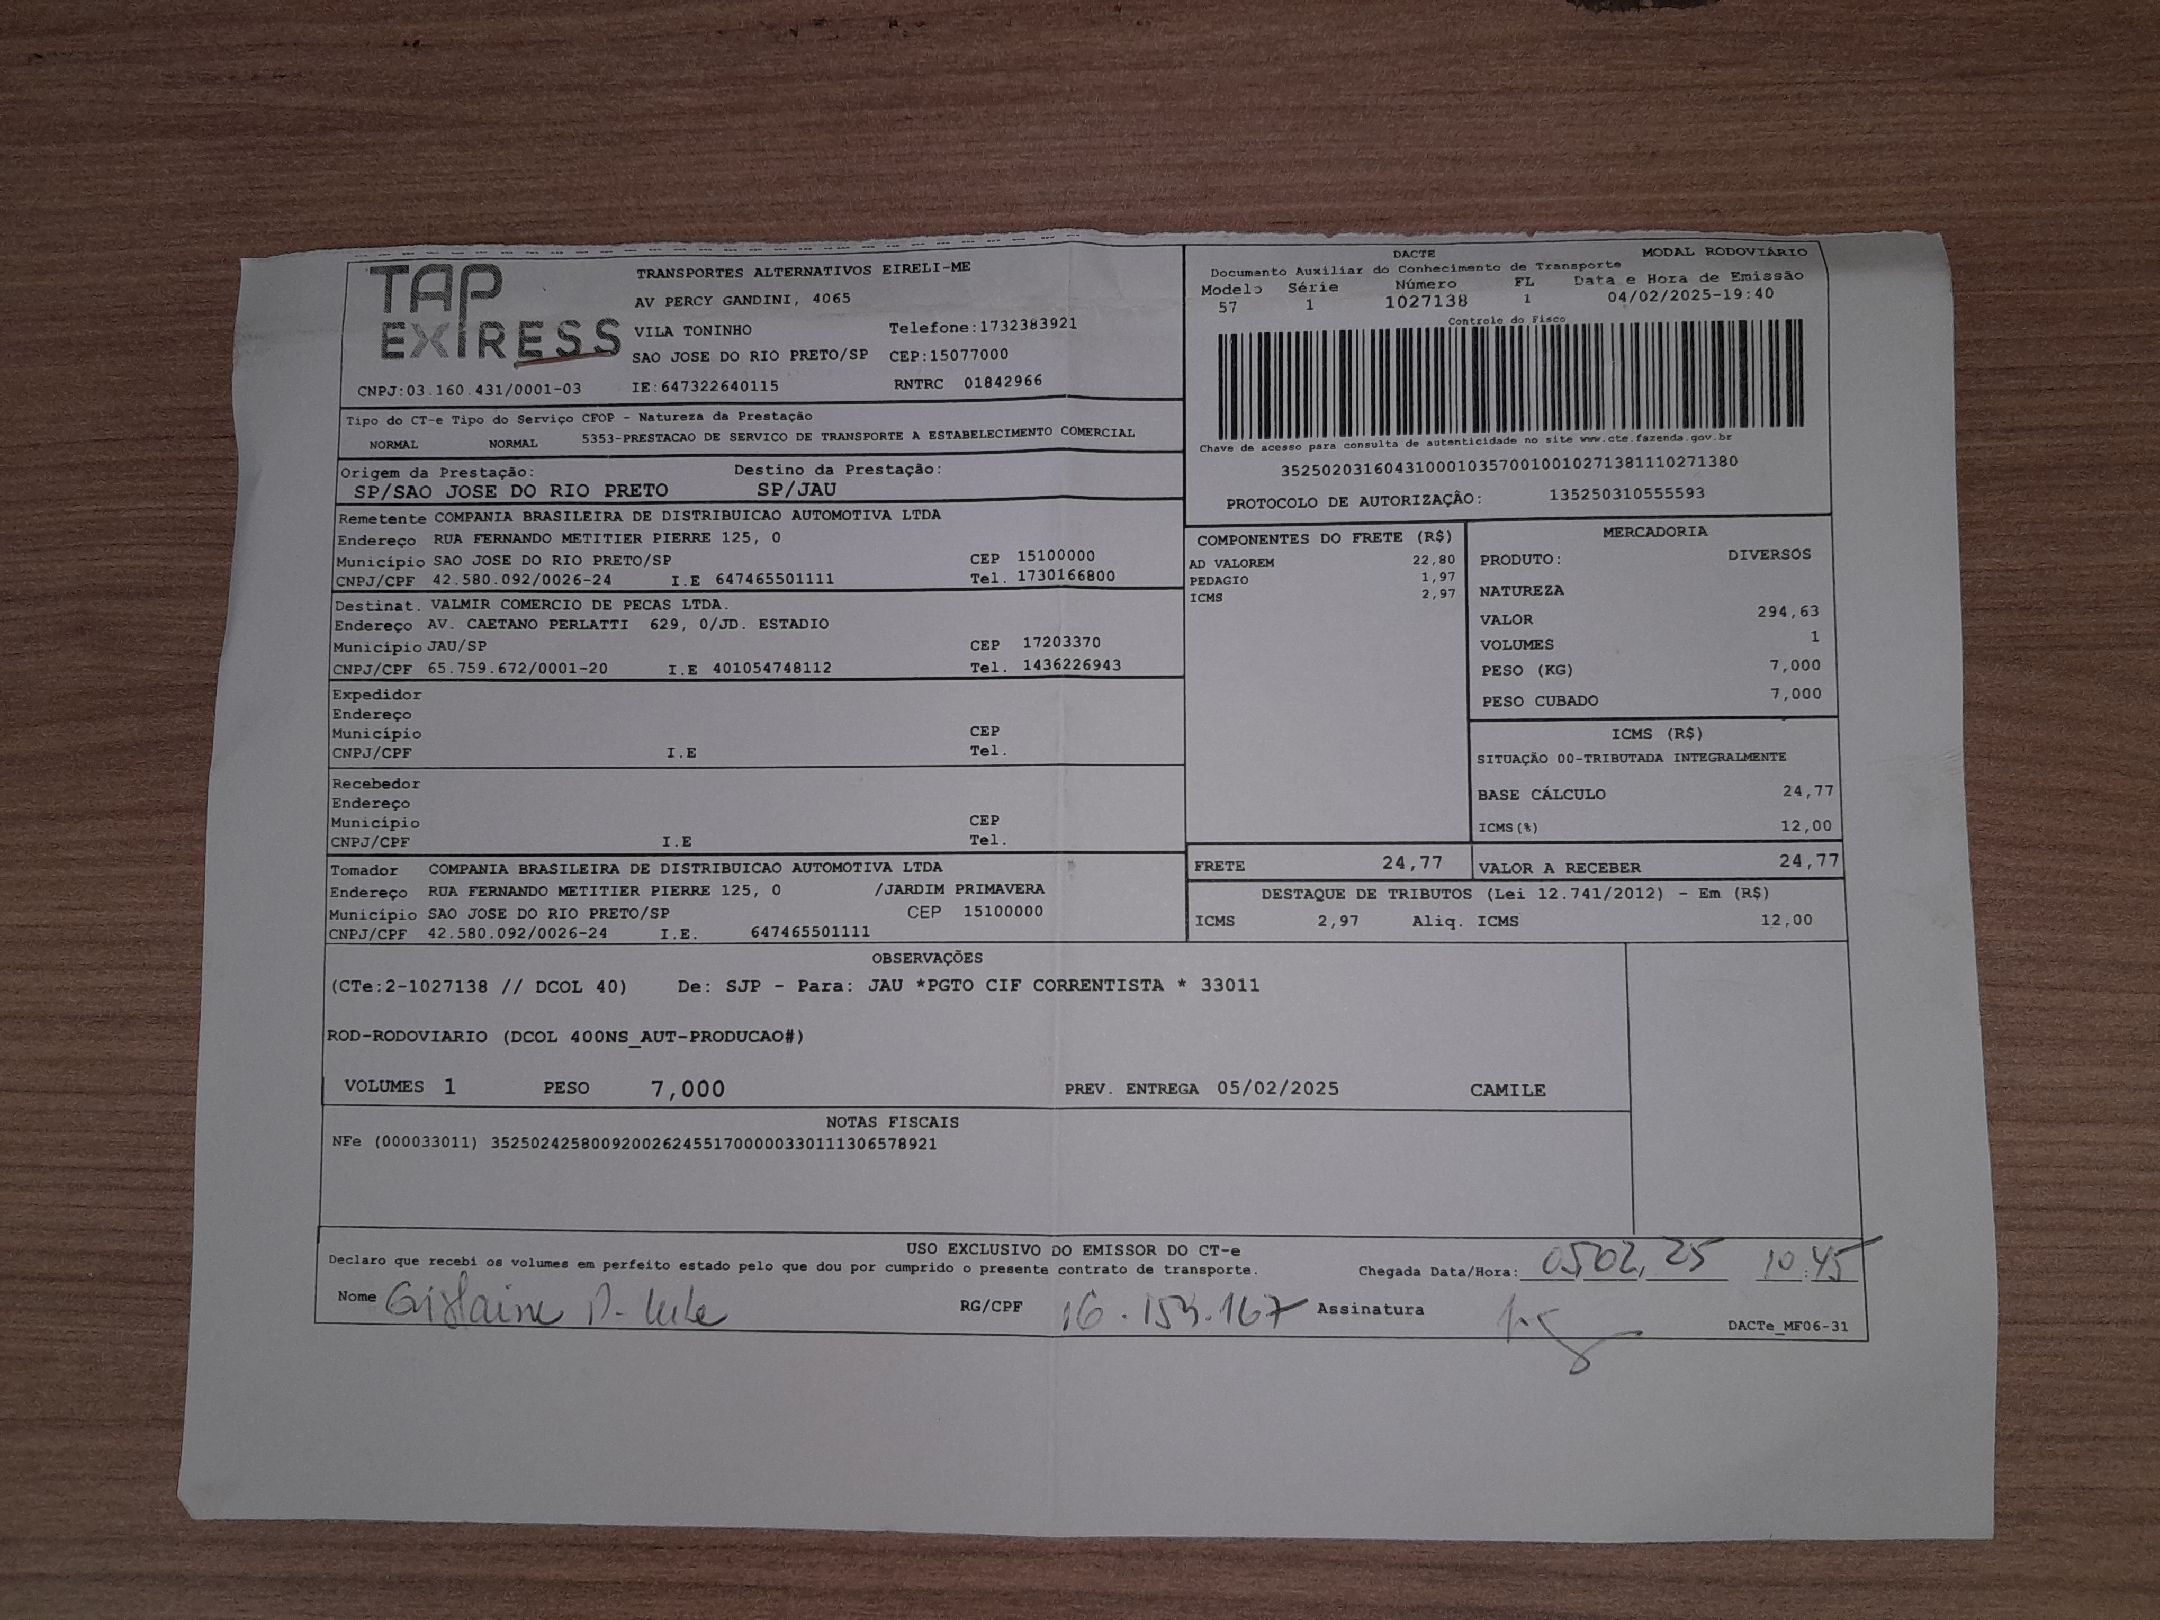 TAP
EXPRESS
TRANSPORTES ALTERNATIVOS EIRELI-ME
AV PERCY GANDINI, 4065
VILA TONINHO Telefone:1732383921
SAO JOSE DO RIO PRETO/SP CEP:15077000
CNPJ:03.160.431/0001-03 IE:647322640115 RNTRC 01842966
DACTE MODAL RODOVIÁRIO
Documento Auxiliar do Conhecimento de Transporte
Modelo Série Número FL Data e Hora de Emissão
57 1 1027138 1 04/02/2025-19:40
Controle do Fisco
Chave de acesso para consulta de autenticidade no site www.cte.fazenda.gov.br
35250203160431000103570010010271381110271380
PROTOCOLO DE AUTORIZAÇÃO: 135250310555593
Tipo do CT-e Tipo do Serviço CFOP - Natureza da Prestação
NORMAL NORMAL 5353-PRESTACAO DE SERVICO DE TRANSPORTE A ESTABELECIMENTO COMERCIAL
Origem da Prestação: Destino da Prestação:
SP/SAO JOSE DO RIO PRETO SP/JAU
Remetente COMPANIA BRASILEIRA DE DISTRIBUICAO AUTOMOTIVA LTDA
Endereço RUA FERNANDO METITIER PIERRE 125, 0
Município SAO JOSE DO RIO PRETO/SP CEP 15100000
CNPJ/CPF 42.580.092/0026-24 I.E 647465501111 Tel. 1730166800
Destinat. VALMIR COMERCIO DE PECAS LTDA.
Endereço AV. CAETANO PERLATTI 629, 0/JD. ESTADIO
Município JAU/SP CEP 17203370
CNPJ/CPF 65.759.672/0001-20 I.E 401054748112 Tel. 1436226943
Expedidor
Endereço
Município CEP
CNPJ/CPF I.E Tel.
Recebedor
Endereço
Município CEP
CNPJ/CPF I.E Tel.
Tomador COMPANIA BRASILEIRA DE DISTRIBUICAO AUTOMOTIVA LTDA
Endereço RUA FERNANDO METITIER PIERRE 125, 0 /JARDIM PRIMAVERA
Município SAO JOSE DO RIO PRETO/SP CEP 15100000
CNPJ/CPF 42.580.092/0026-24 I.E. 647465501111
COMPONENTES DO FRETE (R$)
AD VALOREM 22,80
PEDAGIO 1,97
ICMS 2,97
MERCADORIA
PRODUTO: DIVERSOS
NATUREZA
VALOR 294,63
VOLUMES 1
PESO (KG) 7,000
PESO CUBADO 7,000
ICMS (R$)
SITUAÇÃO 00-TRIBUTADA INTEGRALMENTE
BASE CÁLCULO 24,77
ICMS(%) 12,00
FRETE 24,77 VALOR A RECEBER 24,77
DESTAQUE DE TRIBUTOS (Lei 12.741/2012) - Em (R$)
ICMS 2,97 Aliq. ICMS 12,00
OBSERVAÇÕES
(CTe:2-1027138 // DCOL 40) De: SJP - Para: JAU *PGTO CIF CORRENTISTA * 33011
ROD-RODOVIARIO (DCOL 400NS_AUT-PRODUCAO#)
VOLUMES 1 PESO 7,000 PREV. ENTREGA 05/02/2025 CAMILE
NOTAS FISCAIS
NFe (000033011) 35250242580092002624551700000330111306578921
USO EXCLUSIVO DO EMISSOR DO CT-e
Declaro que recebi os volumes em perfeito estado pelo que dou por cumprido o presente contrato de transporte. Chegada Data/Hora: 05/02/25 10:45
Nome Gislaine RG/CPF 16.153.167 Assinatura
DACTe_MF06-31